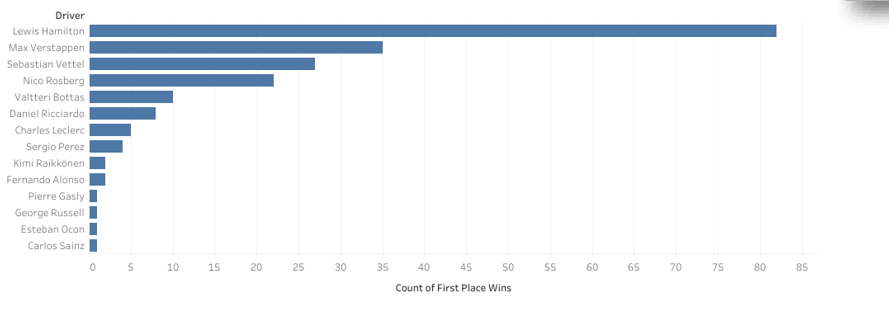 Driver
Lewis Hamilton
Max Verstappen
Sebastian Vettel
Nico Rosberg
Valtteri Bottas
Daniel Ricciardo
Charles Leclerc
Sergio Perez
Kimi Raikkönen
Fernando Alonso
Pierre Gasly
George Russell
Esteban Ocon
Carlos Sainz
0 5 10 15 20 25 30 35 40 45 50 55 60 65 70 75 80 85
Count of First Place Wins